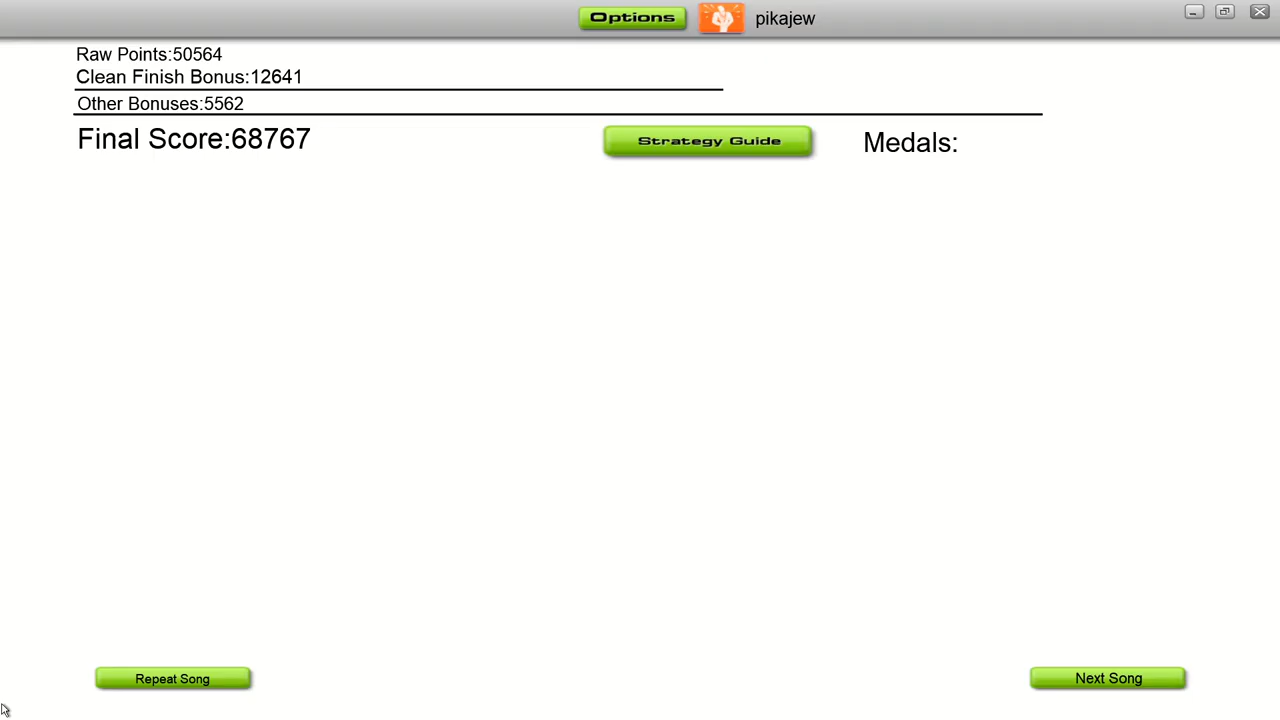 Options pikajew
Raw Points:50564
Clean Finish Bonus:12641
Other Bonuses:5562
Final Score:68767
Strategy Guide
Medals:
Repeat Song
Next Song